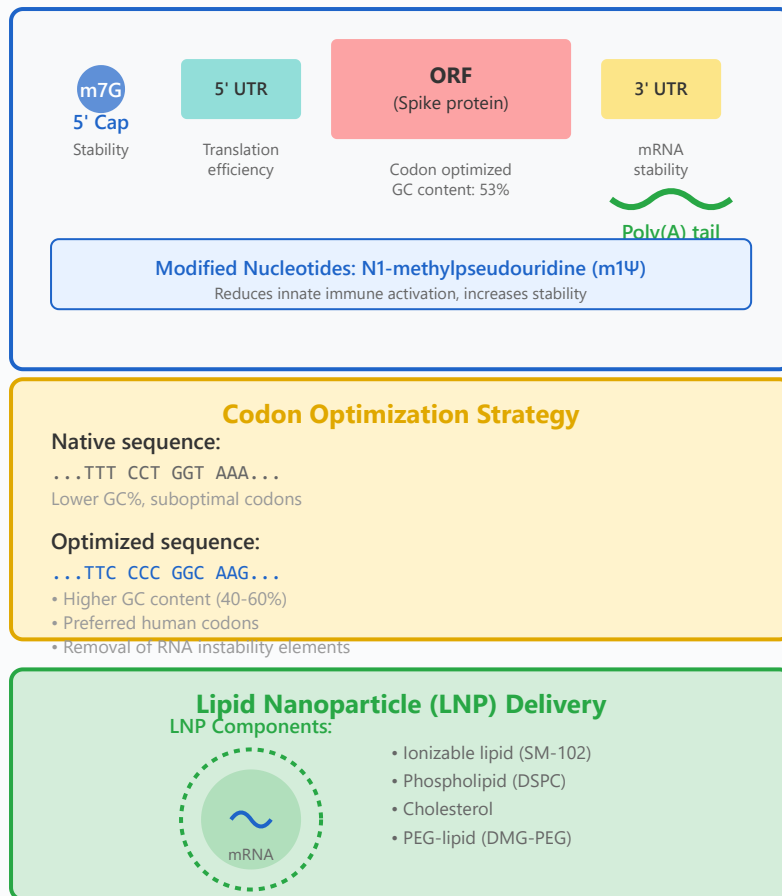 m7G
5' Cap
Stability
5' UTR
Translation
efficiency
ORF
(Spike protein)
Codon optimized
GC content: 53%
3' UTR
mRNA
stability
Poly(A) tail
Modified Nucleotides: N1-methylpseudouridine (m1Ψ)
Reduces innate immune activation, increases stability
Codon Optimization Strategy
Native sequence:
...TTT CCT GGT AAA...
Lower GC%, suboptimal codons
Optimized sequence:
...TTC CCC GGC AAG...
• Higher GC content (40-60%)
• Preferred human codons
• Removal of RNA instability elements
Lipid Nanoparticle (LNP) Delivery
LNP Components:
mRNA
• Ionizable lipid (SM-102)
• Phospholipid (DSPC)
• Cholesterol
• PEG-lipid (DMG-PEG)